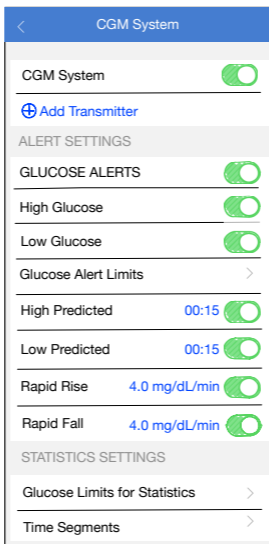 CGM System
CGM System
Add Transmitter
ALERT SETTINGS
GLUCOSE ALERTS
High Glucose
Low Glucose
Glucose Alert Limits
High Predicted 00:15
Low Predicted 00:15
Rapid Rise 4.0 mg/dL/min
Rapid Fall 4.0 mg/dL/min
STATISTICS SETTINGS
Glucose Limits for Statistics
Time Segments